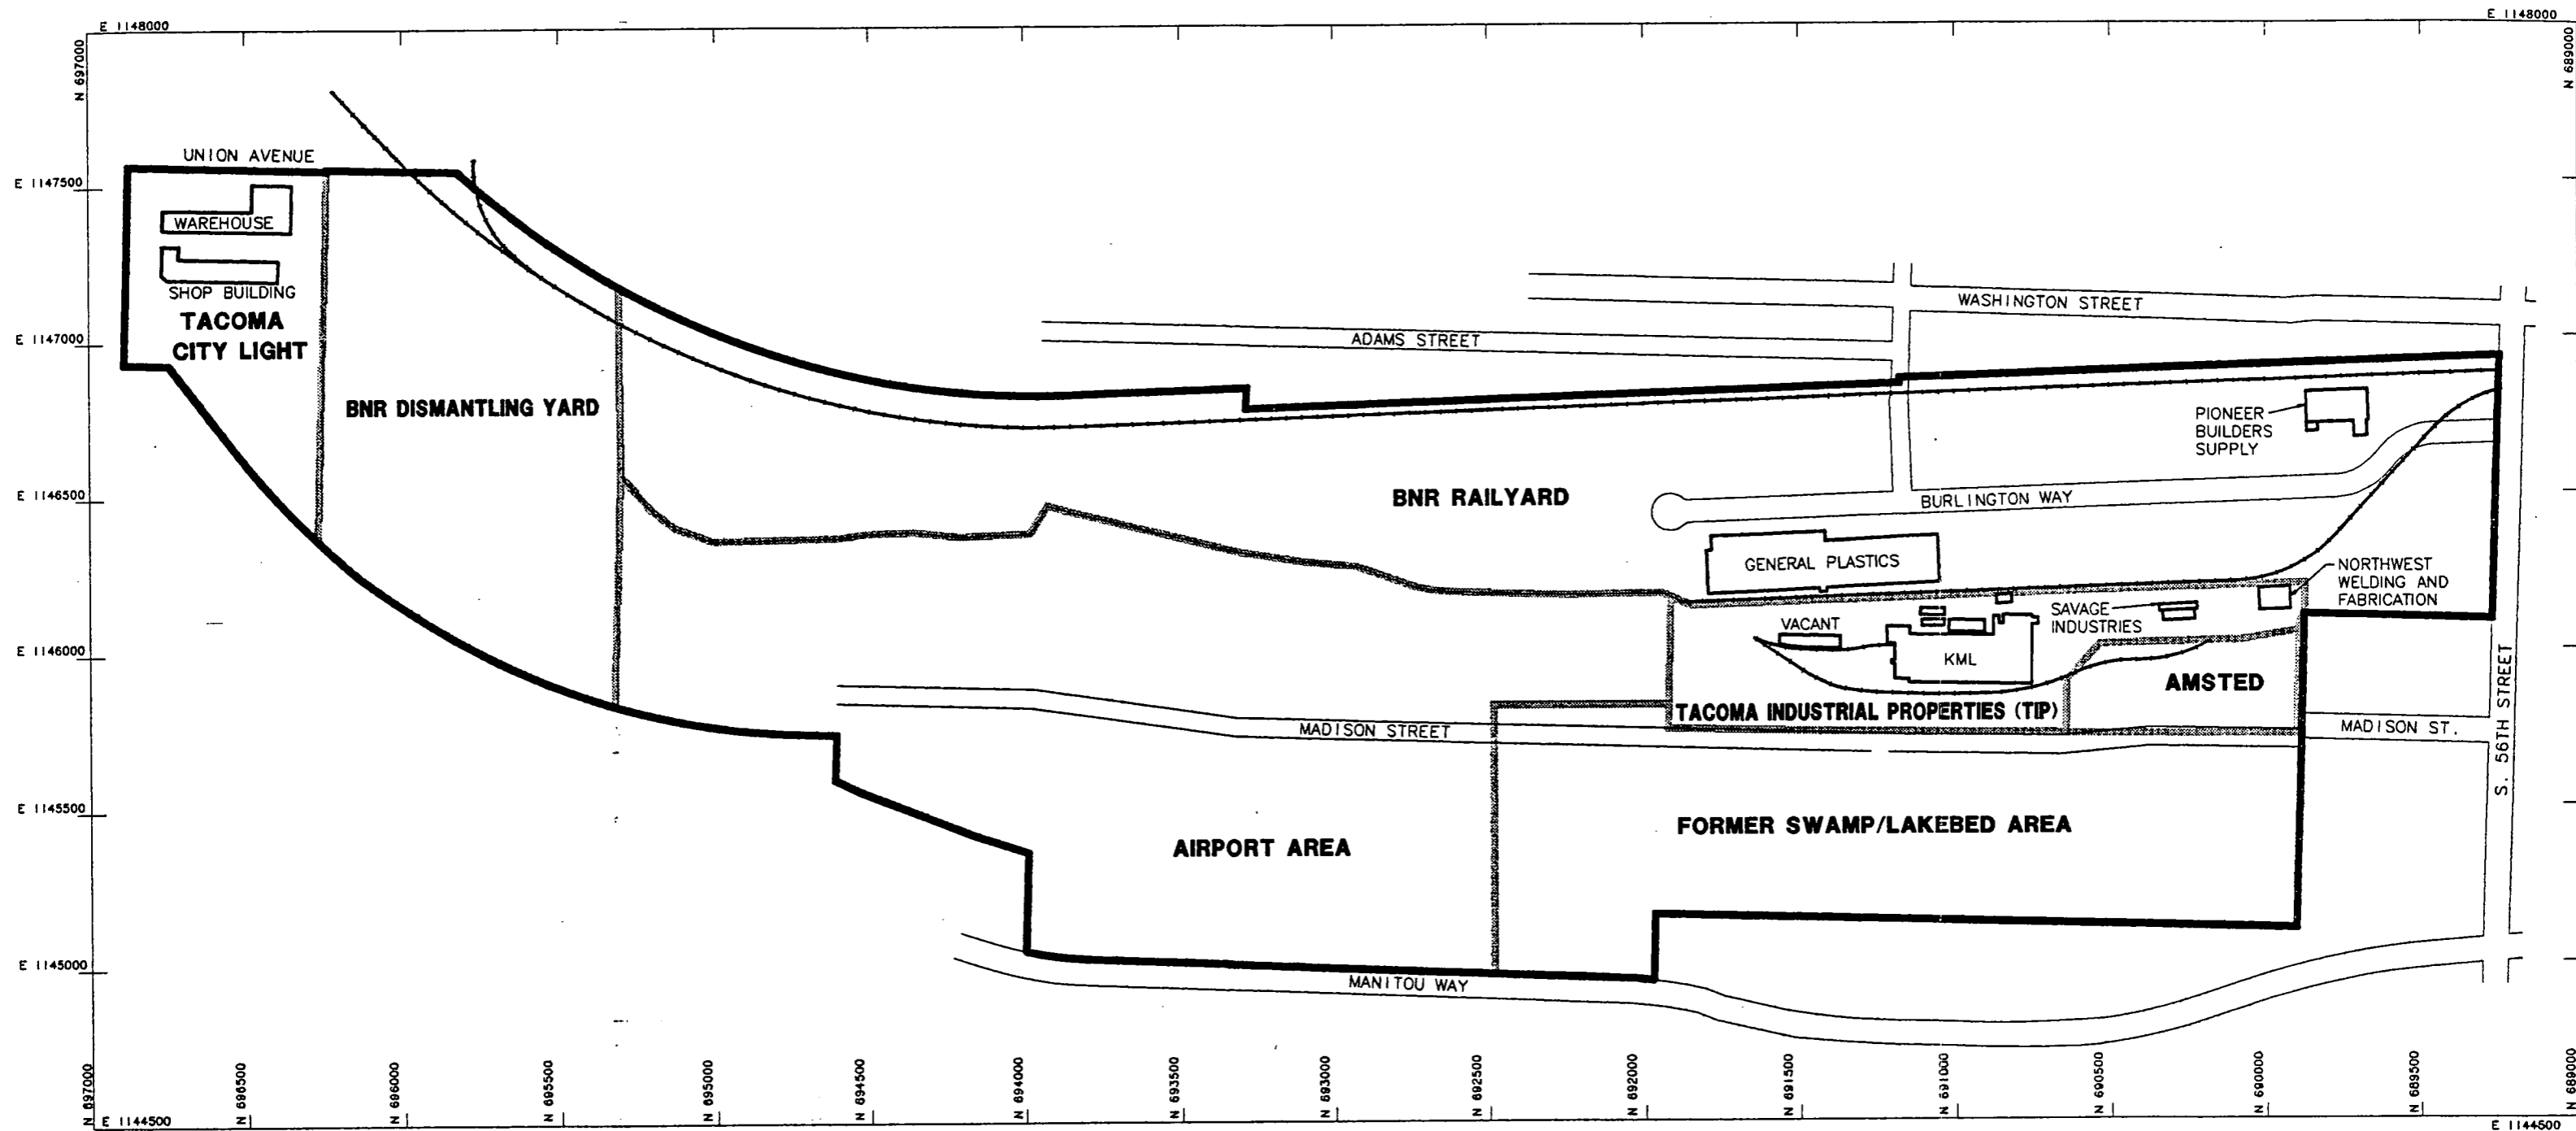 E 1148000
E 1148000
N 697000
N 689000
UNION AVENUE
E 1147500
WAREHOUSE
SHOP BUILDING
TACOMA
CITY LIGHT
WASHINGTON STREET
E 1147000
ADAMS STREET
BNR DISMANTLING YARD
PIONEER
BUILDERS
SUPPLY
E 1146500
BNR RAILYARD
BURLINGTON WAY
GENERAL PLASTICS
NORTHWEST
WELDING AND
FABRICATION
SAVAGE
INDUSTRIES
VACANT
E 1146000
KML
AMSTED
S. 56TH STREET
TACOMA INDUSTRIAL PROPERTIES (TIP)
MADISON STREET
MADISON ST.
E 1145500
FORMER SWAMP/LAKEBED AREA
AIRPORT AREA
E 1145000
MANITOU WAY
N 697000
N 696500
N 696000
N 695500
N 695000
N 694500
N 694000
N 693500
N 693000
N 692500
N 692000
N 691500
N 691000
N 690500
N 690000
N 689500
N 689000
E 1144500
E 1144500